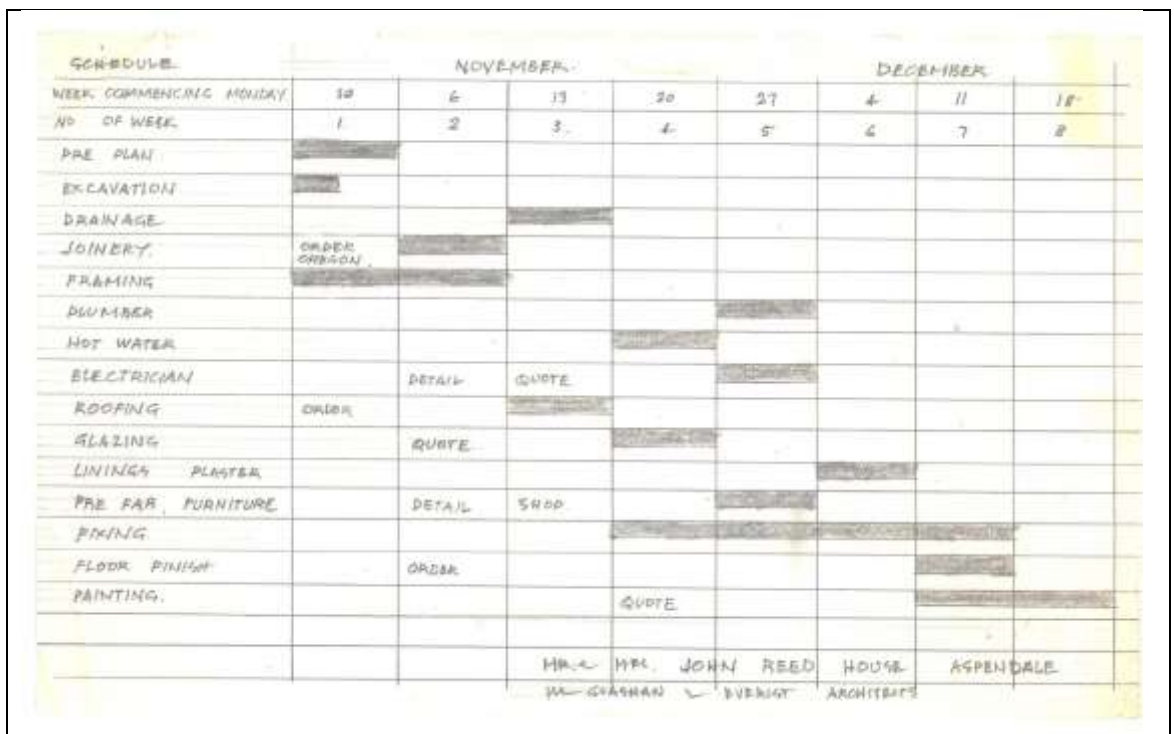 SCHEDULE NOVEMBER. DECEMBER
WEEK COMMENCING MONDAY 30 6 13 20 27 4 11 18
NO OF WEEK 1 2 3. 4 5 6 7 8
PRE PLAN
EXCAVATION
DRAINAGE
JOINERY. ORDER
OREGON.
FRAMING
PLUMBER
HOT WATER
ELECTRICIAN DETAIL QUOTE
ROOFING ORDER
GLAZING QUOTE
LININGS PLASTER
PRE FAB. FURNITURE DETAIL SHOP
FIXING
FLOOR FINISH ORDER
PAINTING. QUOTE
MR. & MRS. JOHN REED HOUSE ASPENDALE
Mc GLASHAN & EVERIST ARCHITECTS